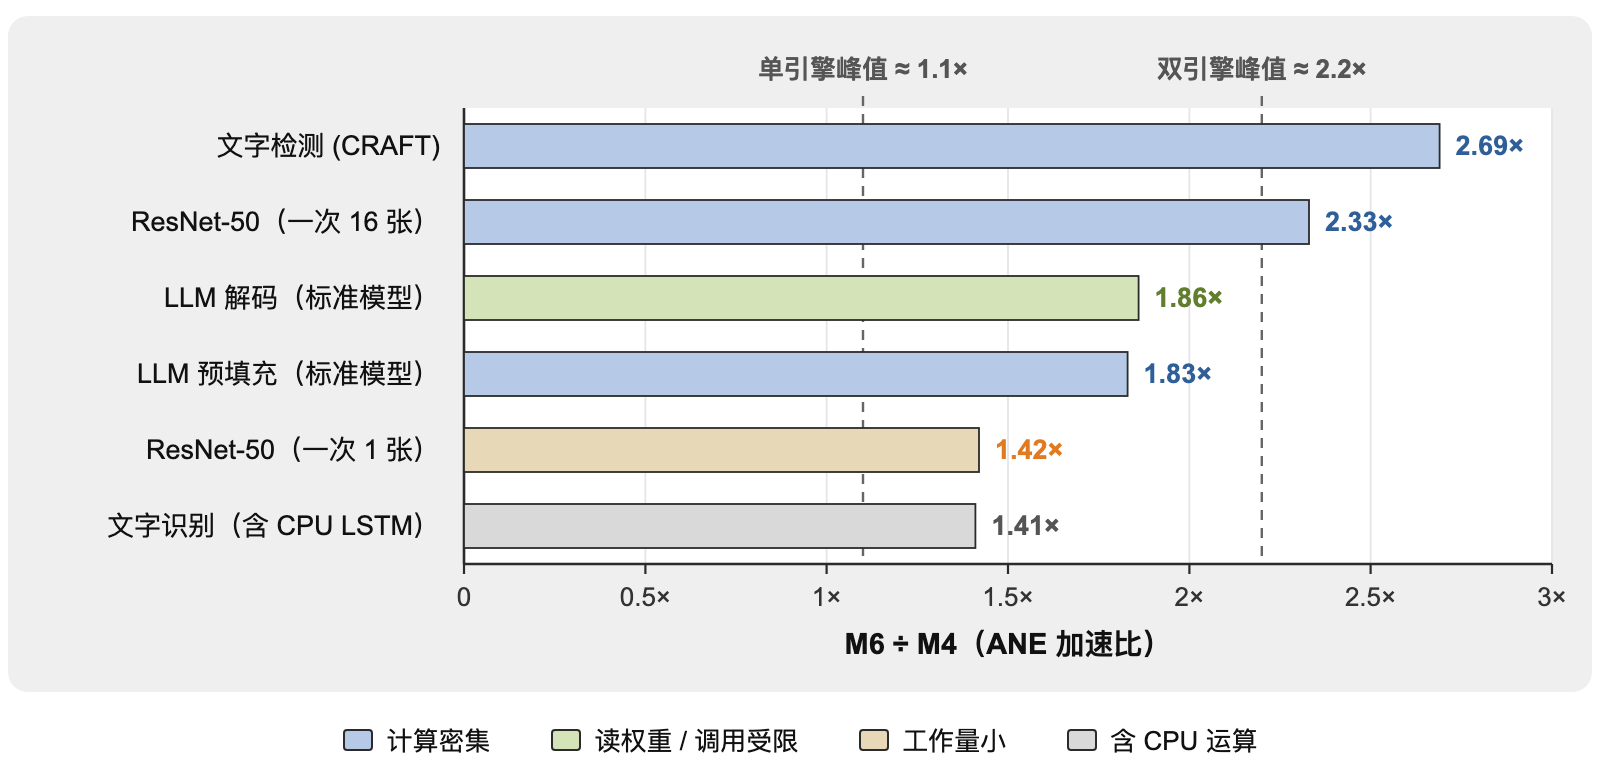 单引擎峰值 ≈ 1.1×
双引擎峰值 ≈ 2.2×
文字检测 (CRAFT)
2.69×
ResNet-50（一次 16 张）
2.33×
LLM 解码（标准模型）
1.86×
LLM 预填充（标准模型）
1.83×
ResNet-50（一次 1 张）
1.42×
文字识别（含 CPU LSTM）
1.41×
0
0.5×
1×
1.5×
2×
2.5×
3×
M6 ÷ M4（ANE 加速比）
计算密集
读权重 / 调用受限
工作量小
含 CPU 运算